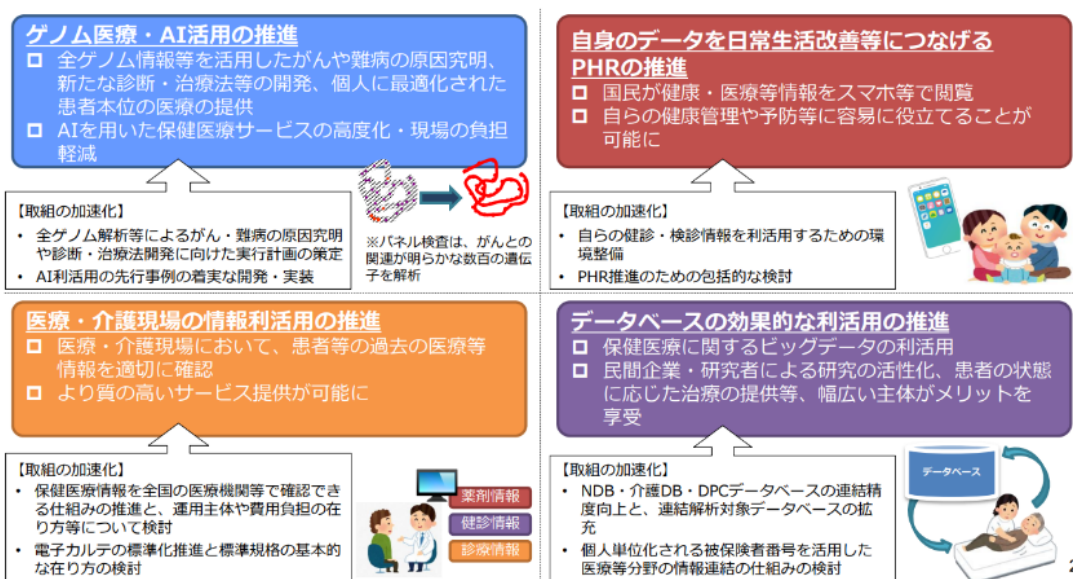 ゲノム医療・AI活用の推進
全ゲノム情報等を活用したがんや難病の原因究明、
新たな診断・治療法等の開発、個人に最適化された
患者本位の医療の提供
AIを用いた保健医療サービスの高度化・現場の負担
軽減
【取組の加速化】
• 全ゲノム解析等によるがん・難病の原因究明
や診断・治療法開発に向けた実行計画の策定
• AI利活用の先行事例の着実な開発・実装
※パネル検査は、がんとの
関連が明らかな数百の遺伝
子を解析
自身のデータを日常生活改善等につなげる
PHRの推進
国民が健康・医療等情報をスマホ等で閲覧
自らの健康管理や予防等に容易に役立てることが
可能に
【取組の加速化】
• 自らの健診・検診情報を利活用するための環
境整備
• PHR推進のための包括的な検討
医療・介護現場の情報利活用の推進
医療・介護現場において、患者等の過去の医療等
情報を適切に確認
より質の高いサービス提供が可能に
【取組の加速化】
• 保健医療情報を全国の医療機関等で確認でき
る仕組みの推進と、運用主体や費用負担の在
り方等について検討
• 電子カルテの標準化推進と標準規格の基本的
な在り方の検討
薬剤情報
健診情報
診療情報
データベースの効果的な利活用の推進
保健医療に関するビッグデータの利活用
民間企業・研究者による研究の活性化、患者の状態
に応じた治療の提供等、幅広い主体がメリットを
享受
【取組の加速化】
• NDB・介護DB・DPCデータベースの連結精
度向上と、連結解析対象データベースの拡
充
• 個人単位化される被保険者番号を活用した
医療等分野の情報連結の仕組みの検討
データベース
2